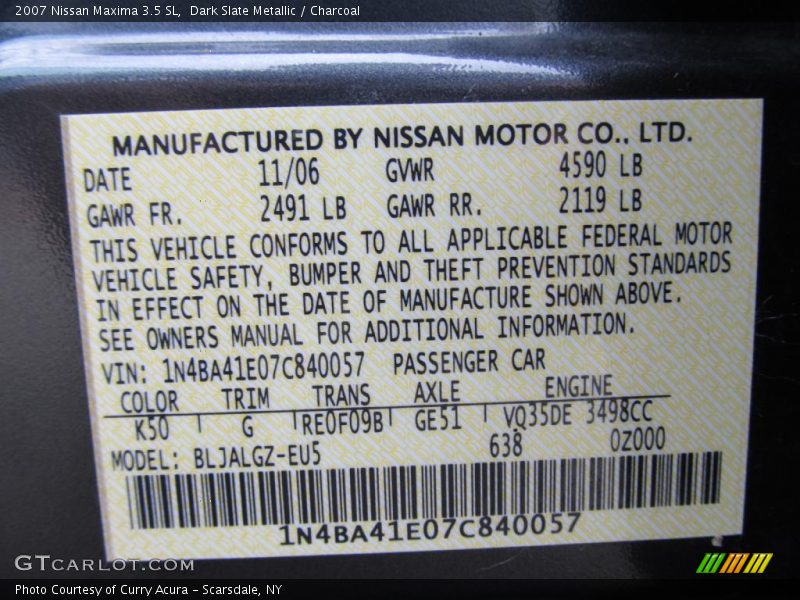 2007 Nissan Maxima 3.5 SL, Dark Slate Metallic / Charcoal
MANUFACTURED BY NISSAN MOTOR CO., LTD.
DATE 11/06 GVWR 4590 LB
GAWR FR. 2491 LB GAWR RR. 2119 LB
THIS VEHICLE CONFORMS TO ALL APPLICABLE FEDERAL MOTOR
VEHICLE SAFETY, BUMPER AND THEFT PREVENTION STANDARDS
IN EFFECT ON THE DATE OF MANUFACTURE SHOWN ABOVE.
SEE OWNERS MANUAL FOR ADDITIONAL INFORMATION.
VIN: 1N4BA41E07C840057 PASSENGER CAR
COLOR TRIM TRANS AXLE ENGINE
K50 G RE0F09B GE51 VQ35DE 3498CC
MODEL: BLJALGZ-EU5 638 0Z000
1N4BA41E07C840057
GTCARLOT.COM
Photo Courtesy of Curry Acura - Scarsdale, NY